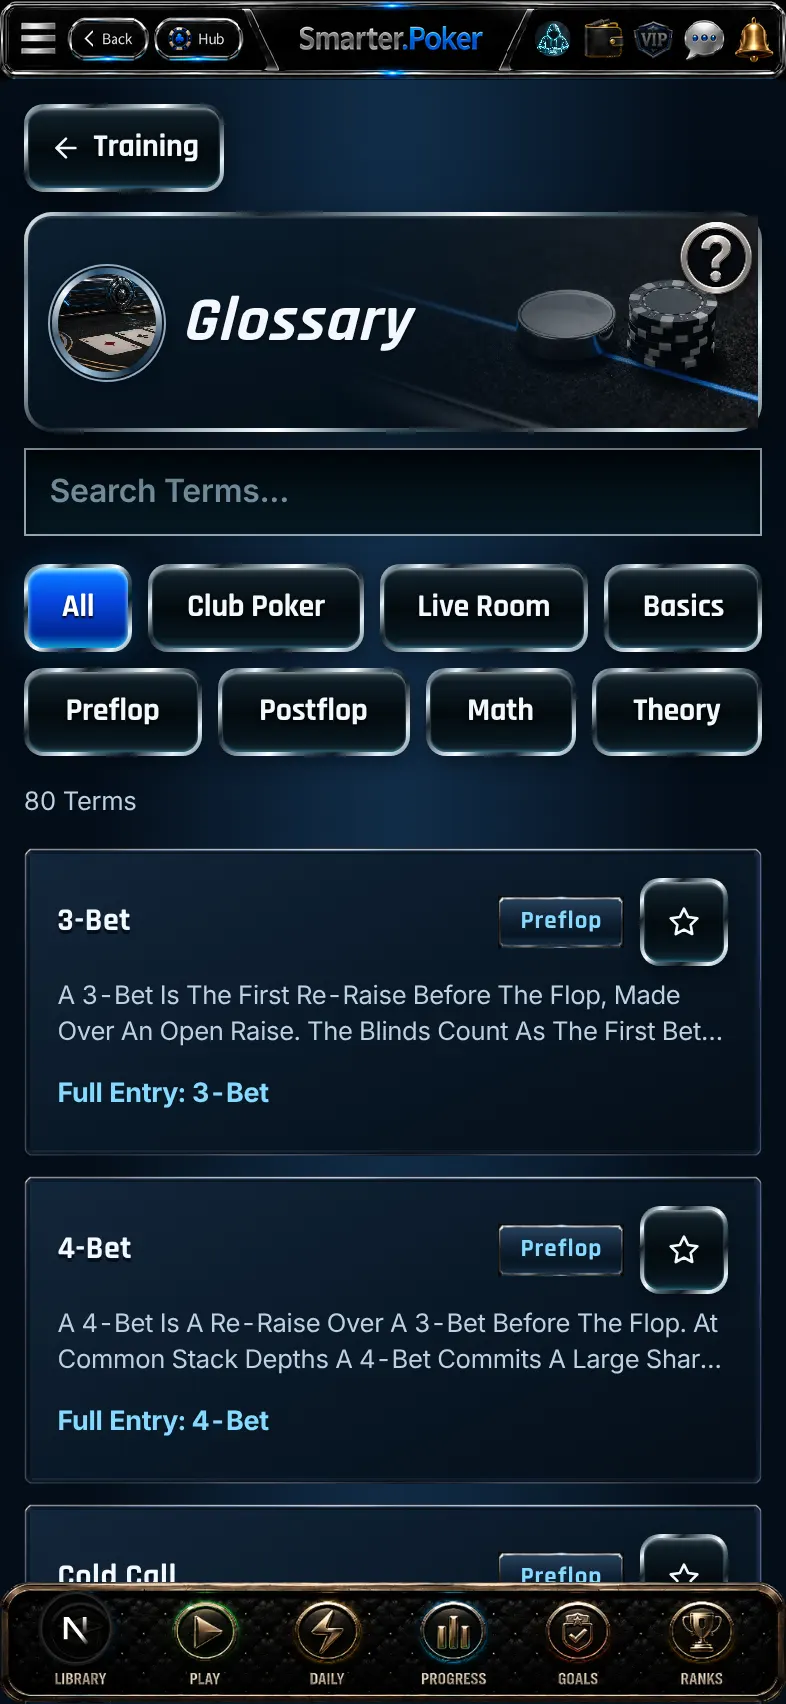 Back
Hub
Smarter.Poker
VIP
Training
Glossary
?
Search Terms...
All
Club Poker
Live Room
Basics
Preflop
Postflop
Math
Theory
80 Terms
3-Bet
Preflop
A 3-Bet Is The First Re-Raise Before The Flop, Made
Over An Open Raise. The Blinds Count As The First Bet...
Full Entry: 3-Bet
4-Bet
Preflop
A 4-Bet Is A Re-Raise Over A 3-Bet Before The Flop. At
Common Stack Depths A 4-Bet Commits A Large Shar...
Full Entry: 4-Bet
Cold Call
Preflop
N
LIBRARY
PLAY
DAILY
PROGRESS
GOALS
RANKS